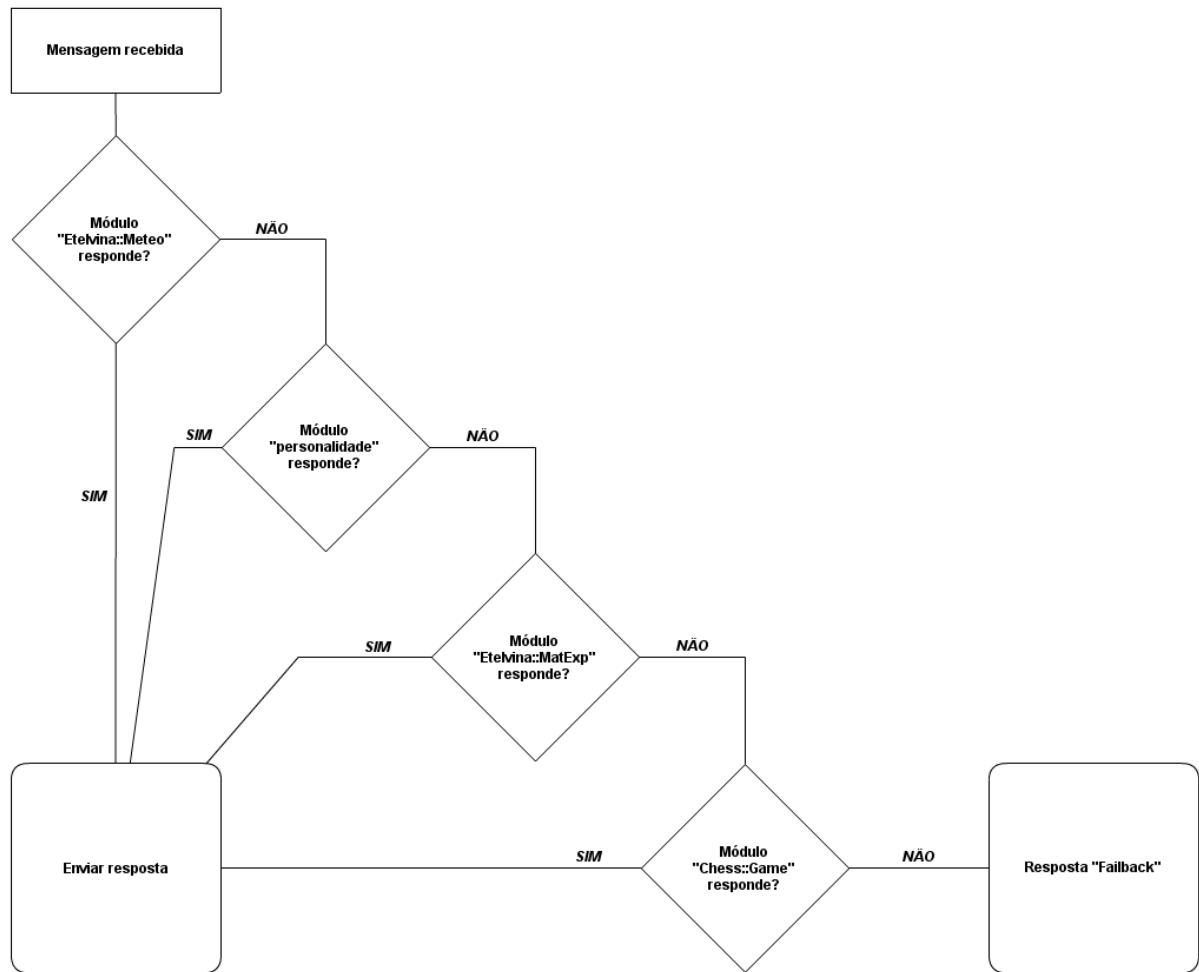 Mensagem recebida
Módulo
"Etelvina::Meteo"
responde?
NÃO
SIM
Módulo
"personalidade"
responde?
SIM
NÃO
Módulo
"Etelvina::MatExp"
responde?
SIM
NÃO
Módulo
"Chess::Game"
responde?
SIM
NÃO
Enviar resposta
Resposta "Failback"